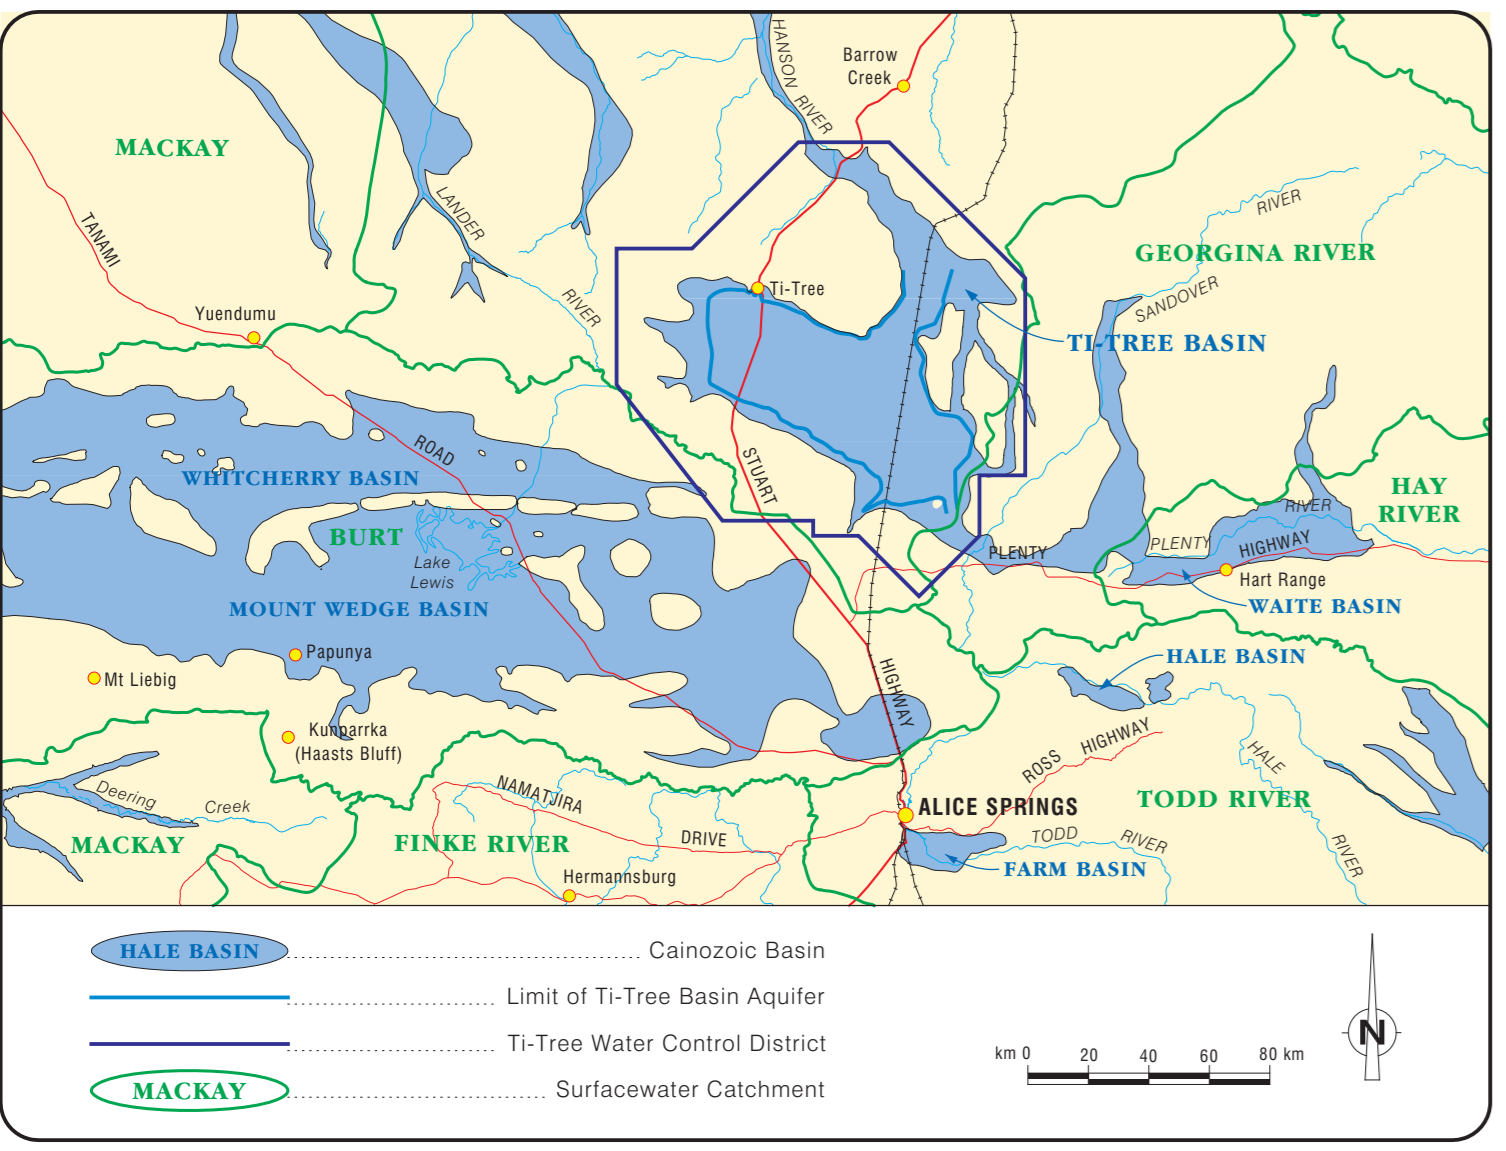 HANSON RIVER
Barrow
Creek
MACKAY
LANDER
RIVER
TANAMI
ROAD
Yuendumu
Ti-Tree
RIVER
GEORGINA RIVER
SANDOVER
TI-TREE BASIN
WHITCHERRY BASIN
STUART
HIGHWAY
HAY
RIVER
BURT
Lake
Lewis
MOUNT WEDGE BASIN
PLENTY
PLENTY
RIVER
HIGHWAY
Hart Range
WAITE BASIN
Papunya
Mt Liebig
HALE BASIN
Kunparrka
(Haasts Bluff)
ROSS HIGHWAY
HALE
RIVER
Deering
Creek
NAMATJIRA
DRIVE
ALICE SPRINGS
TODD RIVER
MACKAY
FINKE RIVER
TODD
RIVER
FARM BASIN
Hermannsburg
HALE BASIN ........ Cainozoic Basin
........ Limit of Ti-Tree Basin Aquifer
........ Ti-Tree Water Control District
MACKAY ........ Surfacewater Catchment
km 0 20 40 60 80 km
N